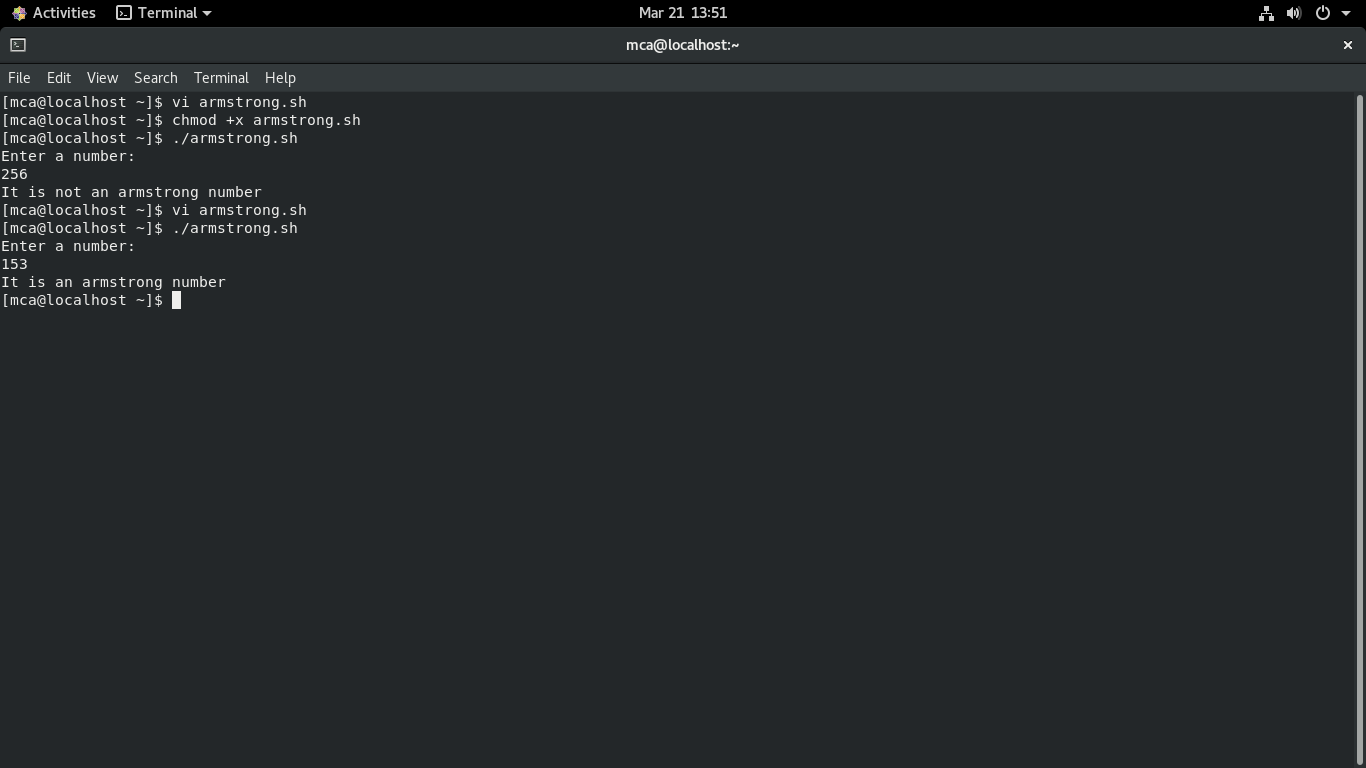 Activities Terminal Mar 21 13:51
mca@localhost:~
File Edit View Search Terminal Help
[mca@localhost ~]$ vi armstrong.sh
[mca@localhost ~]$ chmod +x armstrong.sh
[mca@localhost ~]$ ./armstrong.sh
Enter a number:
256
It is not an armstrong number
[mca@localhost ~]$ vi armstrong.sh
[mca@localhost ~]$ ./armstrong.sh
Enter a number:
153
It is an armstrong number
[mca@localhost ~]$